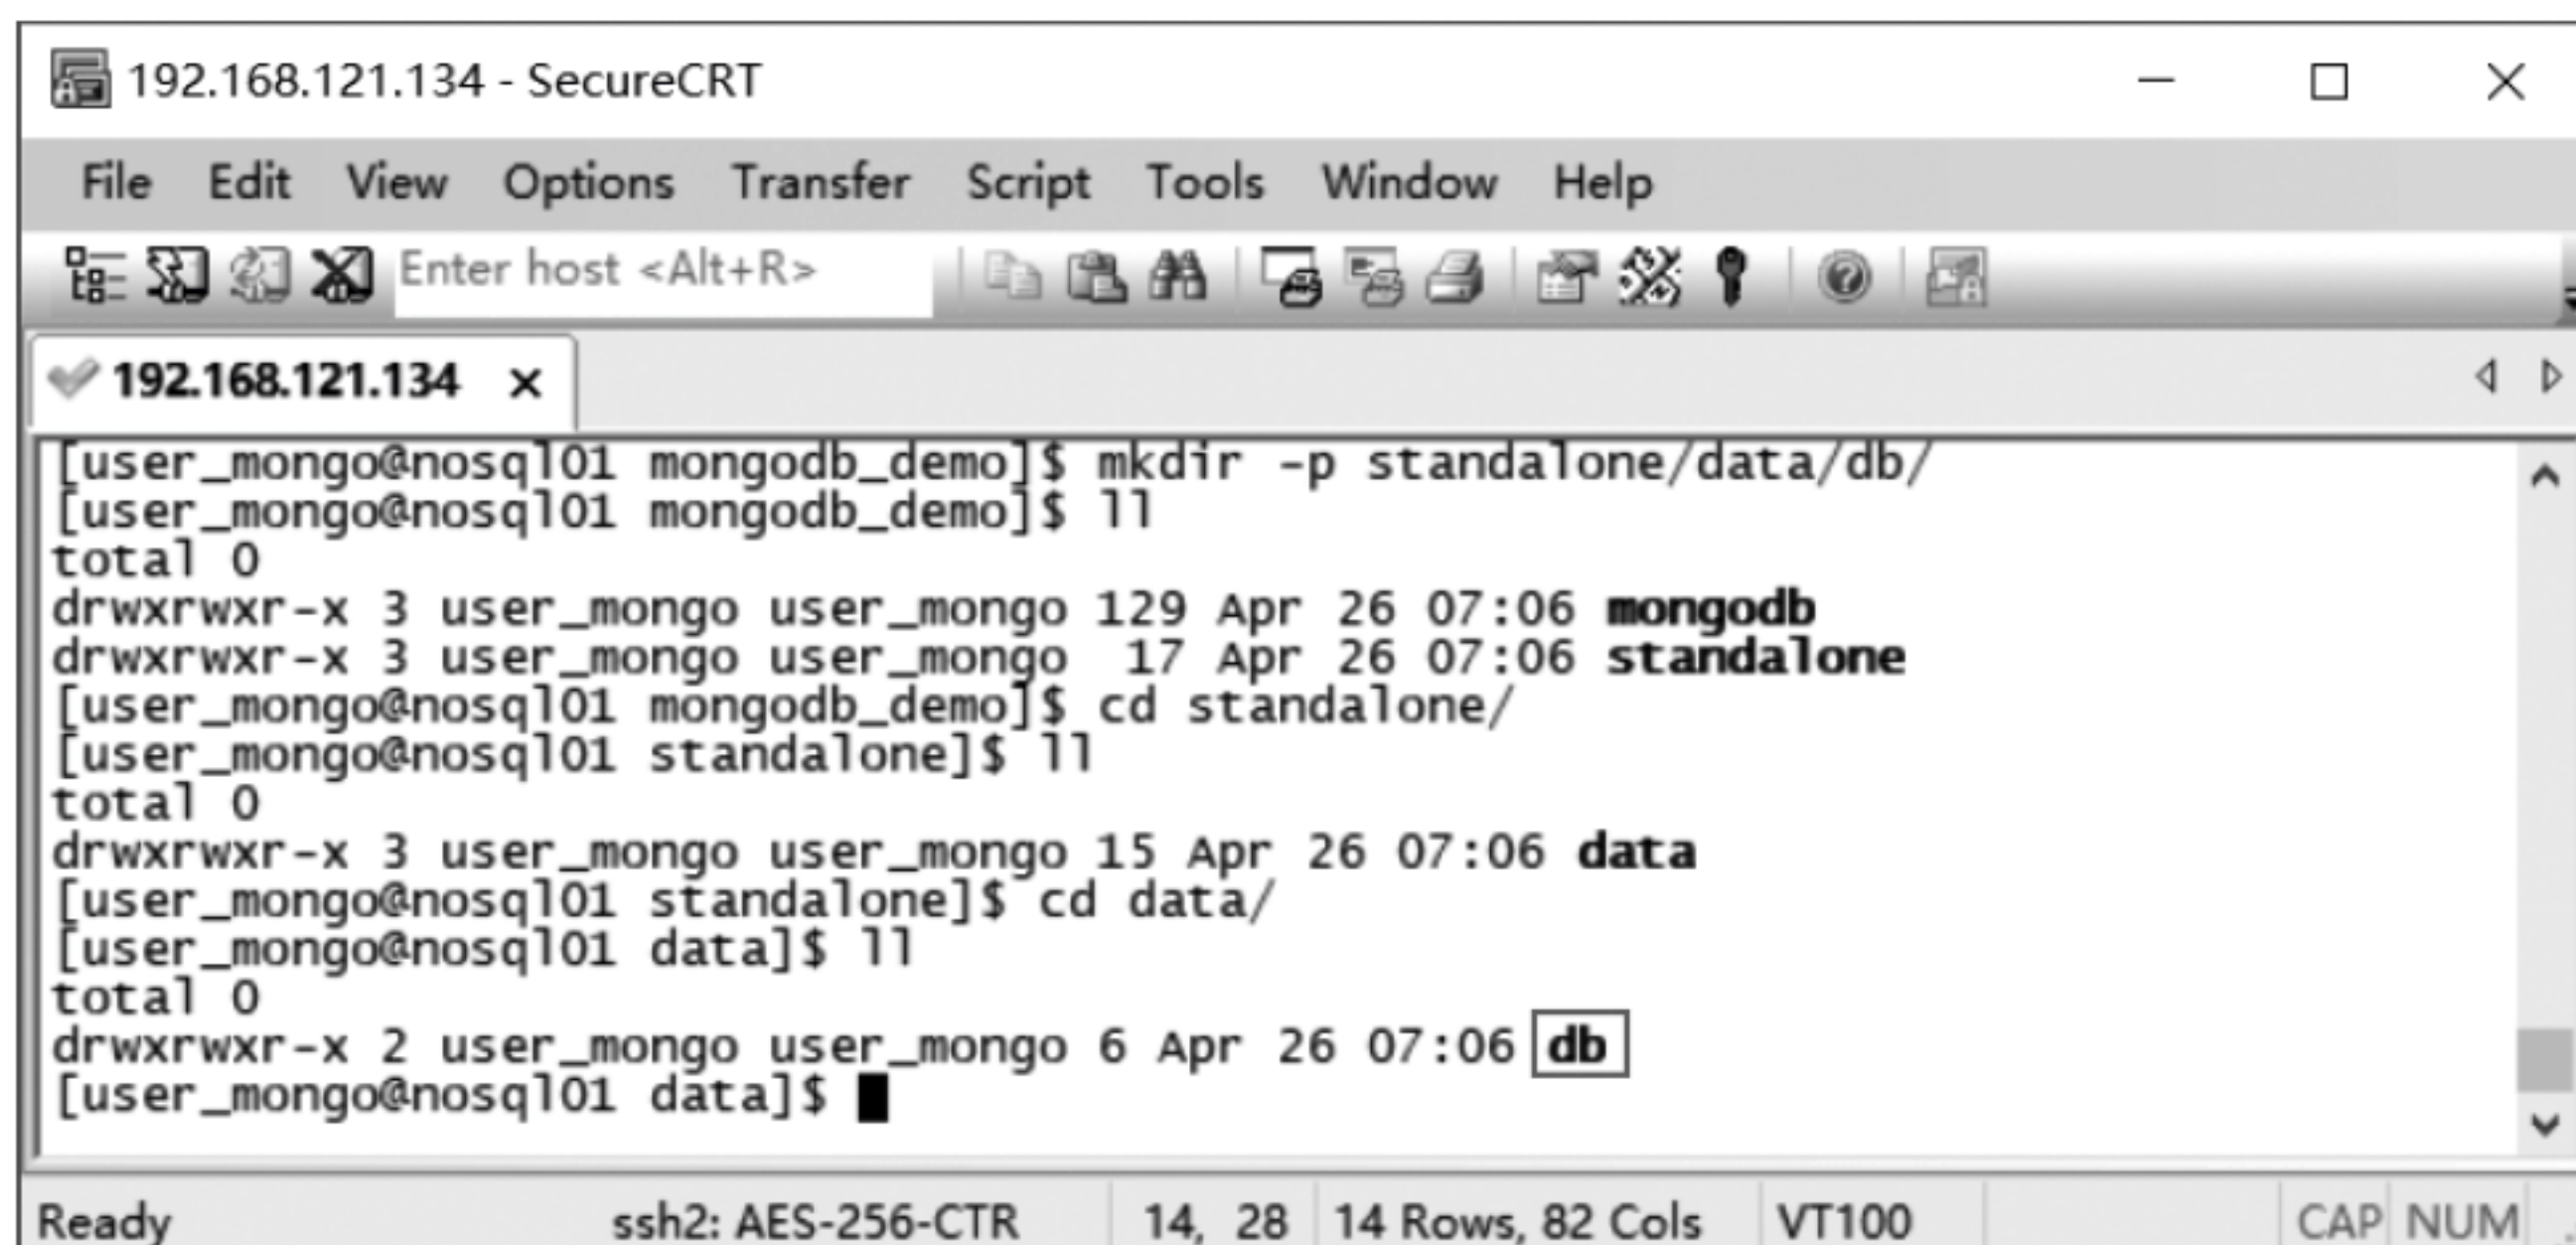 192.168.121.134 - SecureCRT
File Edit View Options Transfer Script Tools Window Help
Enter host <Alt+R>
192.168.121.134
[user_mongo@nosql01 mongodb_demo]$ mkdir -p standalone/data/db/
[user_mongo@nosql01 mongodb_demo]$ ll
total 0
drwxrwxr-x 3 user_mongo user_mongo 129 Apr 26 07:06 mongodb
drwxrwxr-x 3 user_mongo user_mongo  17 Apr 26 07:06 standalone
[user_mongo@nosql01 mongodb_demo]$ cd standalone/
[user_mongo@nosql01 standalone]$ ll
total 0
drwxrwxr-x 3 user_mongo user_mongo 15 Apr 26 07:06 data
[user_mongo@nosql01 standalone]$ cd data/
[user_mongo@nosql01 data]$ ll
total 0
drwxrwxr-x 2 user_mongo user_mongo 6 Apr 26 07:06 db
[user_mongo@nosql01 data]$
Ready ssh2: AES-256-CTR 14, 28 14 Rows, 82 Cols VT100 CAP NUM